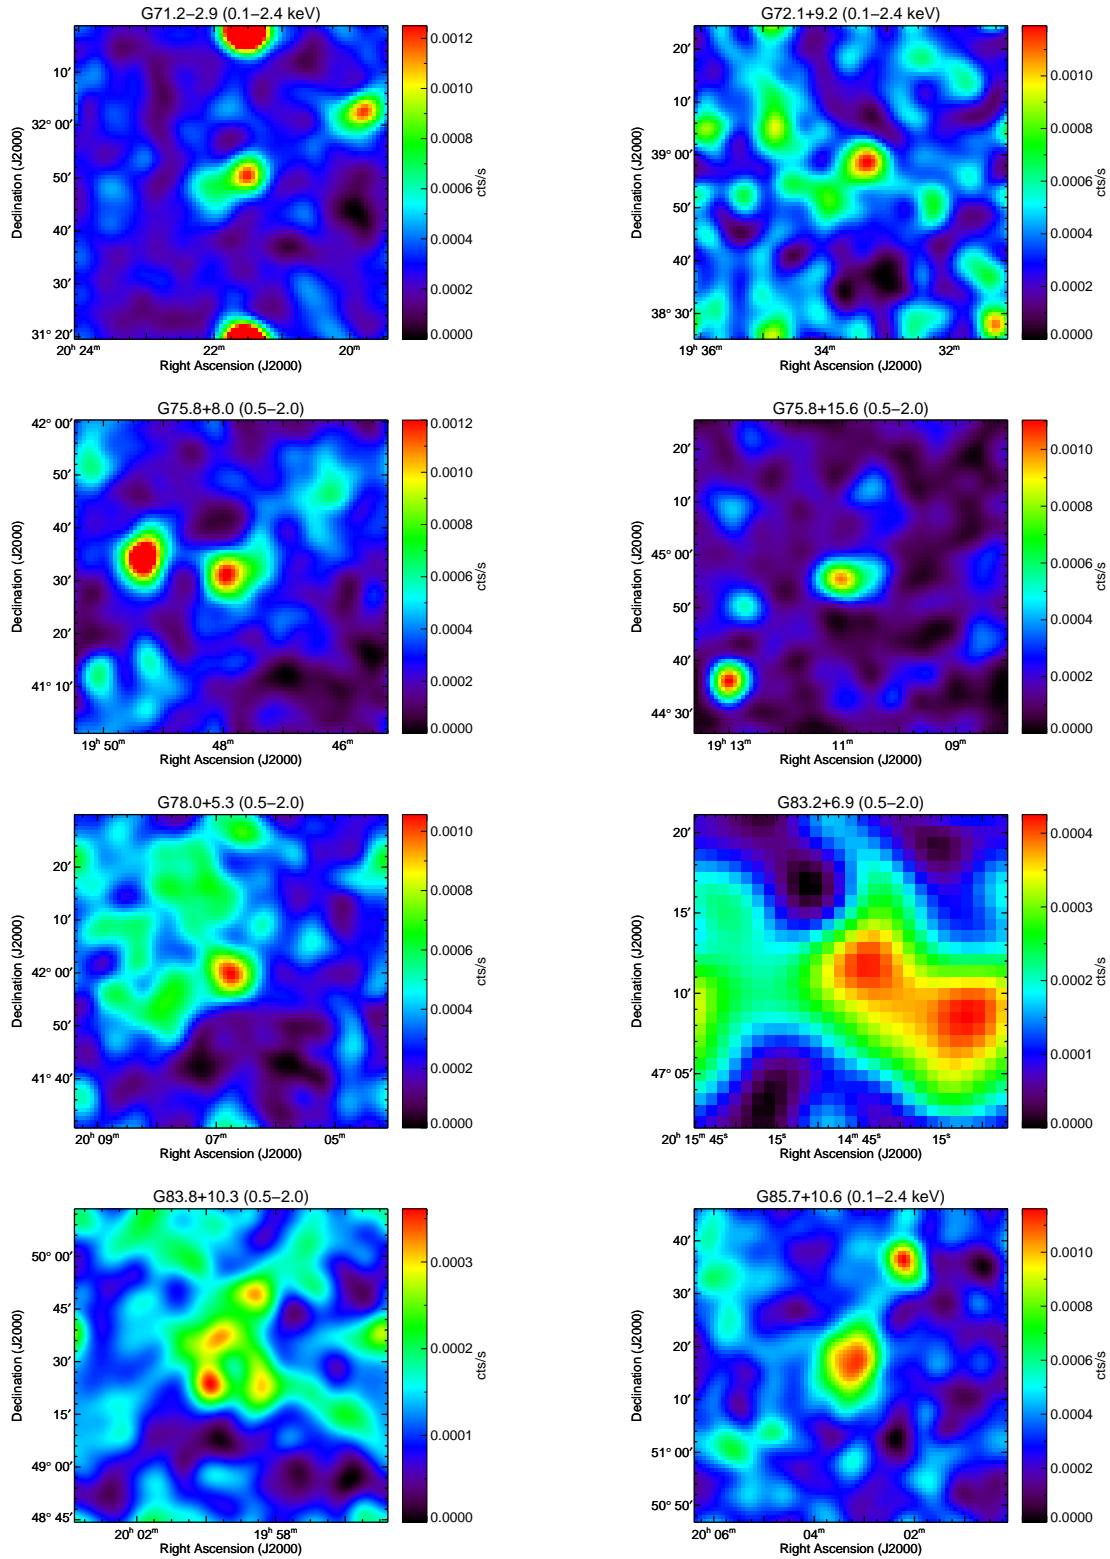 G71.2−2.9 (0.1−2.4 keV)
Declination (J2000)
10′
32° 00′
50′
40′
30′
31° 20′
20ʰ 24ᵐ 22ᵐ 20ᵐ
Right Ascension (J2000)
0.0012
0.0010
0.0008
0.0006
0.0004
0.0002
0.0000
cts/s
G72.1+9.2 (0.1−2.4 keV)
Declination (J2000)
20′
10′
39° 00′
50′
40′
38° 30′
19ʰ 36ᵐ 34ᵐ 32ᵐ
Right Ascension (J2000)
0.0010
0.0008
0.0006
0.0004
0.0002
0.0000
cts/s
G75.8+8.0 (0.5−2.0)
Declination (J2000)
42° 00′
50′
40′
30′
20′
41° 10′
19ʰ 50ᵐ 48ᵐ 46ᵐ
Right Ascension (J2000)
0.0012
0.0010
0.0008
0.0006
0.0004
0.0002
0.0000
cts/s
G75.8+15.6 (0.5−2.0)
Declination (J2000)
20′
10′
45° 00′
50′
40′
44° 30′
19ʰ 13ᵐ 11ᵐ 09ᵐ
Right Ascension (J2000)
0.0010
0.0008
0.0006
0.0004
0.0002
0.0000
cts/s
G78.0+5.3 (0.5−2.0)
Declination (J2000)
20′
10′
42° 00′
50′
41° 40′
20ʰ 09ᵐ 07ᵐ 05ᵐ
Right Ascension (J2000)
0.0010
0.0008
0.0006
0.0004
0.0002
0.0000
cts/s
G83.2+6.9 (0.5−2.0)
Declination (J2000)
20′
15′
10′
47° 05′
20ʰ 15ᵐ 45ˢ 15ˢ 14ᵐ 45ˢ 15ˢ
Right Ascension (J2000)
0.0004
0.0003
0.0002
0.0001
0.0000
cts/s
G83.8+10.3 (0.5−2.0)
Declination (J2000)
50° 00′
45′
30′
15′
49° 00′
48° 45′
20ʰ 02ᵐ 19ʰ 58ᵐ
Right Ascension (J2000)
0.0003
0.0002
0.0001
0.0000
cts/s
G85.7+10.6 (0.1−2.4 keV)
Declination (J2000)
40′
30′
20′
10′
51° 00′
50° 50′
20ʰ 06ᵐ 04ᵐ 02ᵐ
Right Ascension (J2000)
0.0010
0.0008
0.0006
0.0004
0.0002
0.0000
cts/s